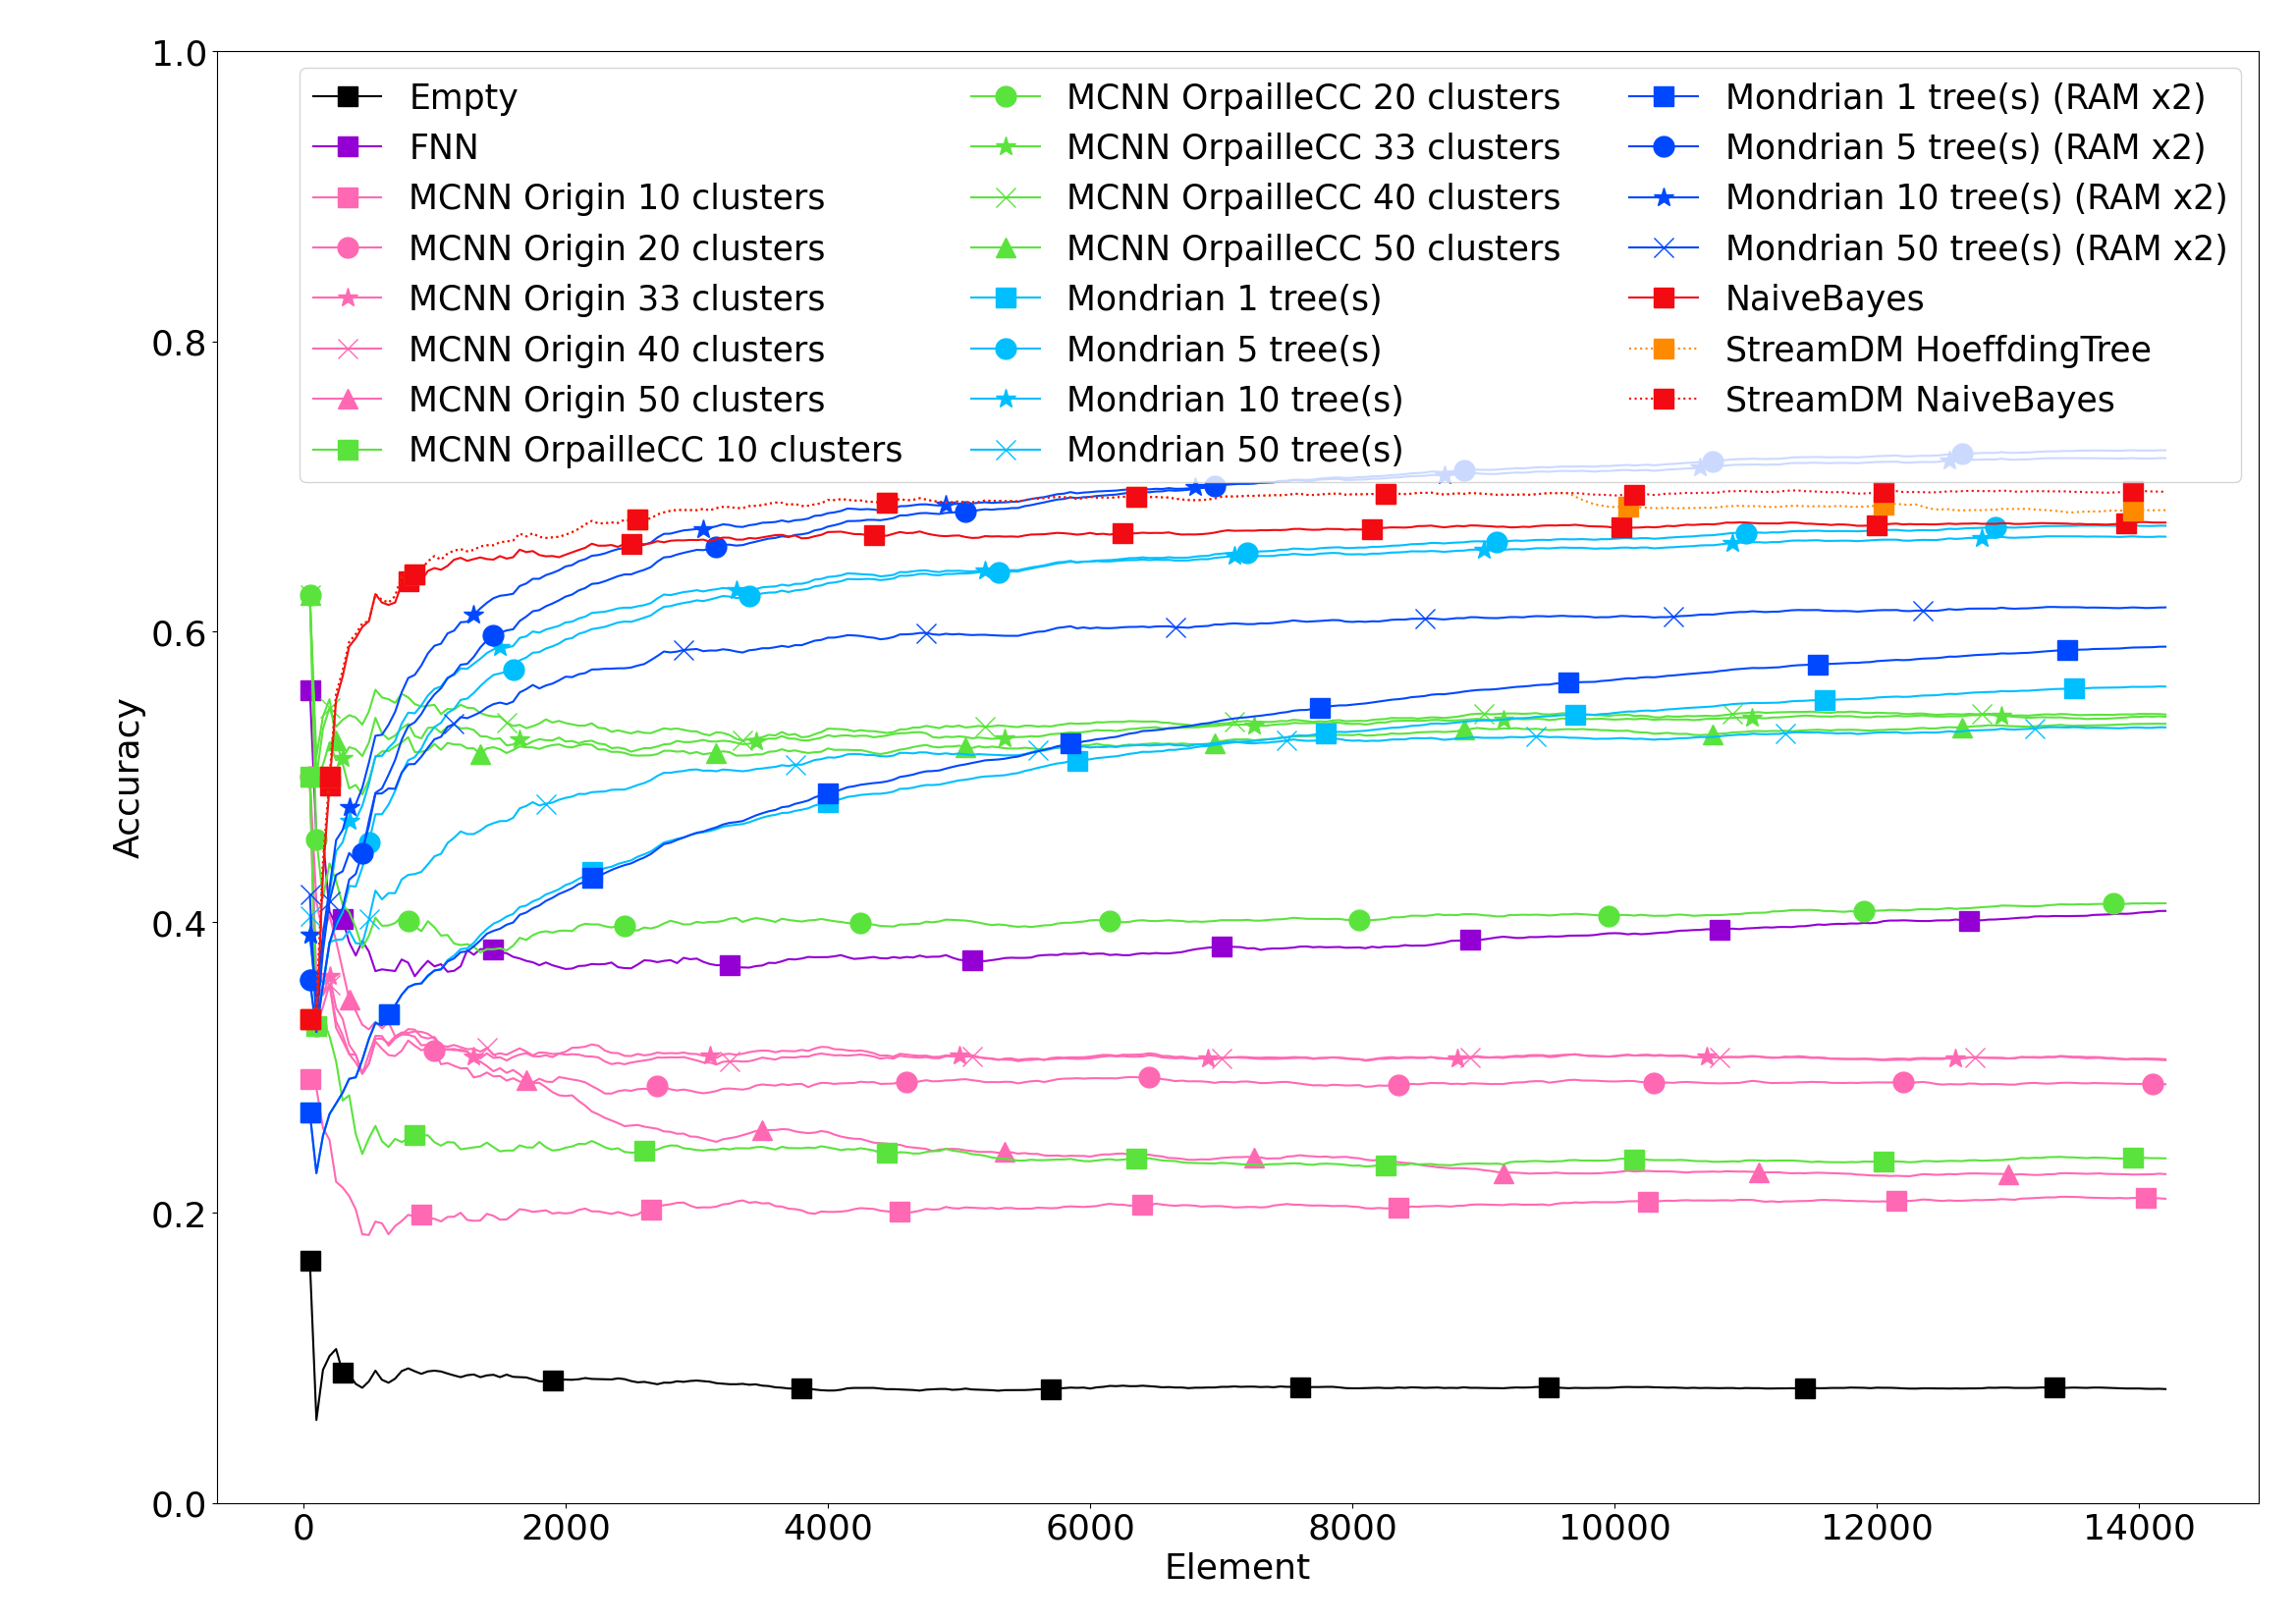 1.0
0.8
0.6
0.4
0.2
0.0
Accuracy
Empty
FNN
MCNN Origin 10 clusters
MCNN Origin 20 clusters
MCNN Origin 33 clusters
MCNN Origin 40 clusters
MCNN Origin 50 clusters
MCNN OrpailleCC 10 clusters
MCNN OrpailleCC 20 clusters
MCNN OrpailleCC 33 clusters
MCNN OrpailleCC 40 clusters
MCNN OrpailleCC 50 clusters
Mondrian 1 tree(s)
Mondrian 5 tree(s)
Mondrian 10 tree(s)
Mondrian 50 tree(s)
Mondrian 1 tree(s) (RAM x2)
Mondrian 5 tree(s) (RAM x2)
Mondrian 10 tree(s) (RAM x2)
Mondrian 50 tree(s) (RAM x2)
NaiveBayes
StreamDM HoeffdingTree
StreamDM NaiveBayes
0 2000 4000 6000 8000 10000 12000 14000
Element